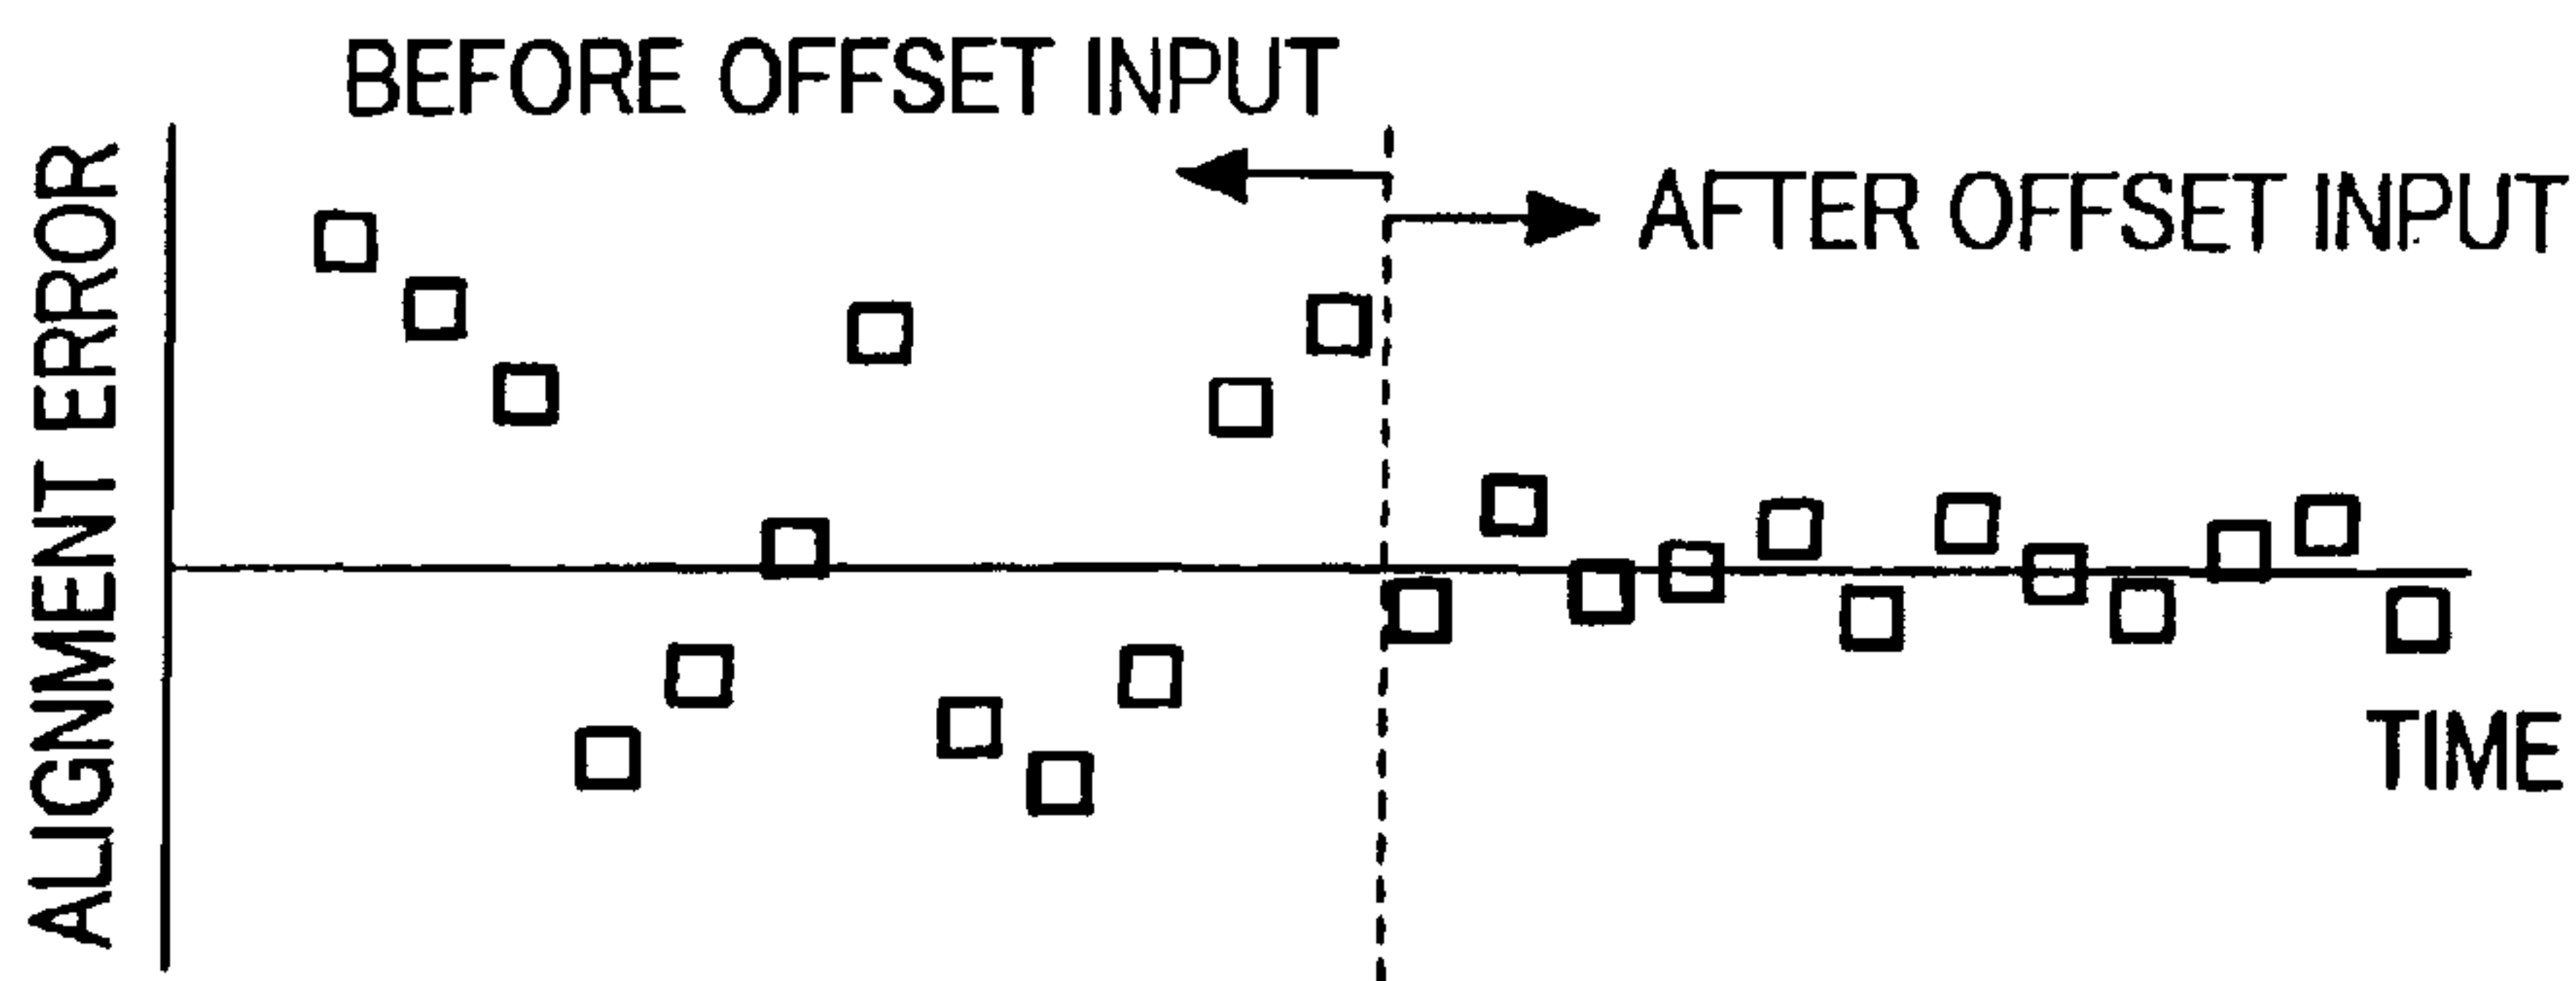 BEFORE OFFSET INPUT
AFTER OFFSET INPUT
ALIGNMENT ERROR
TIME